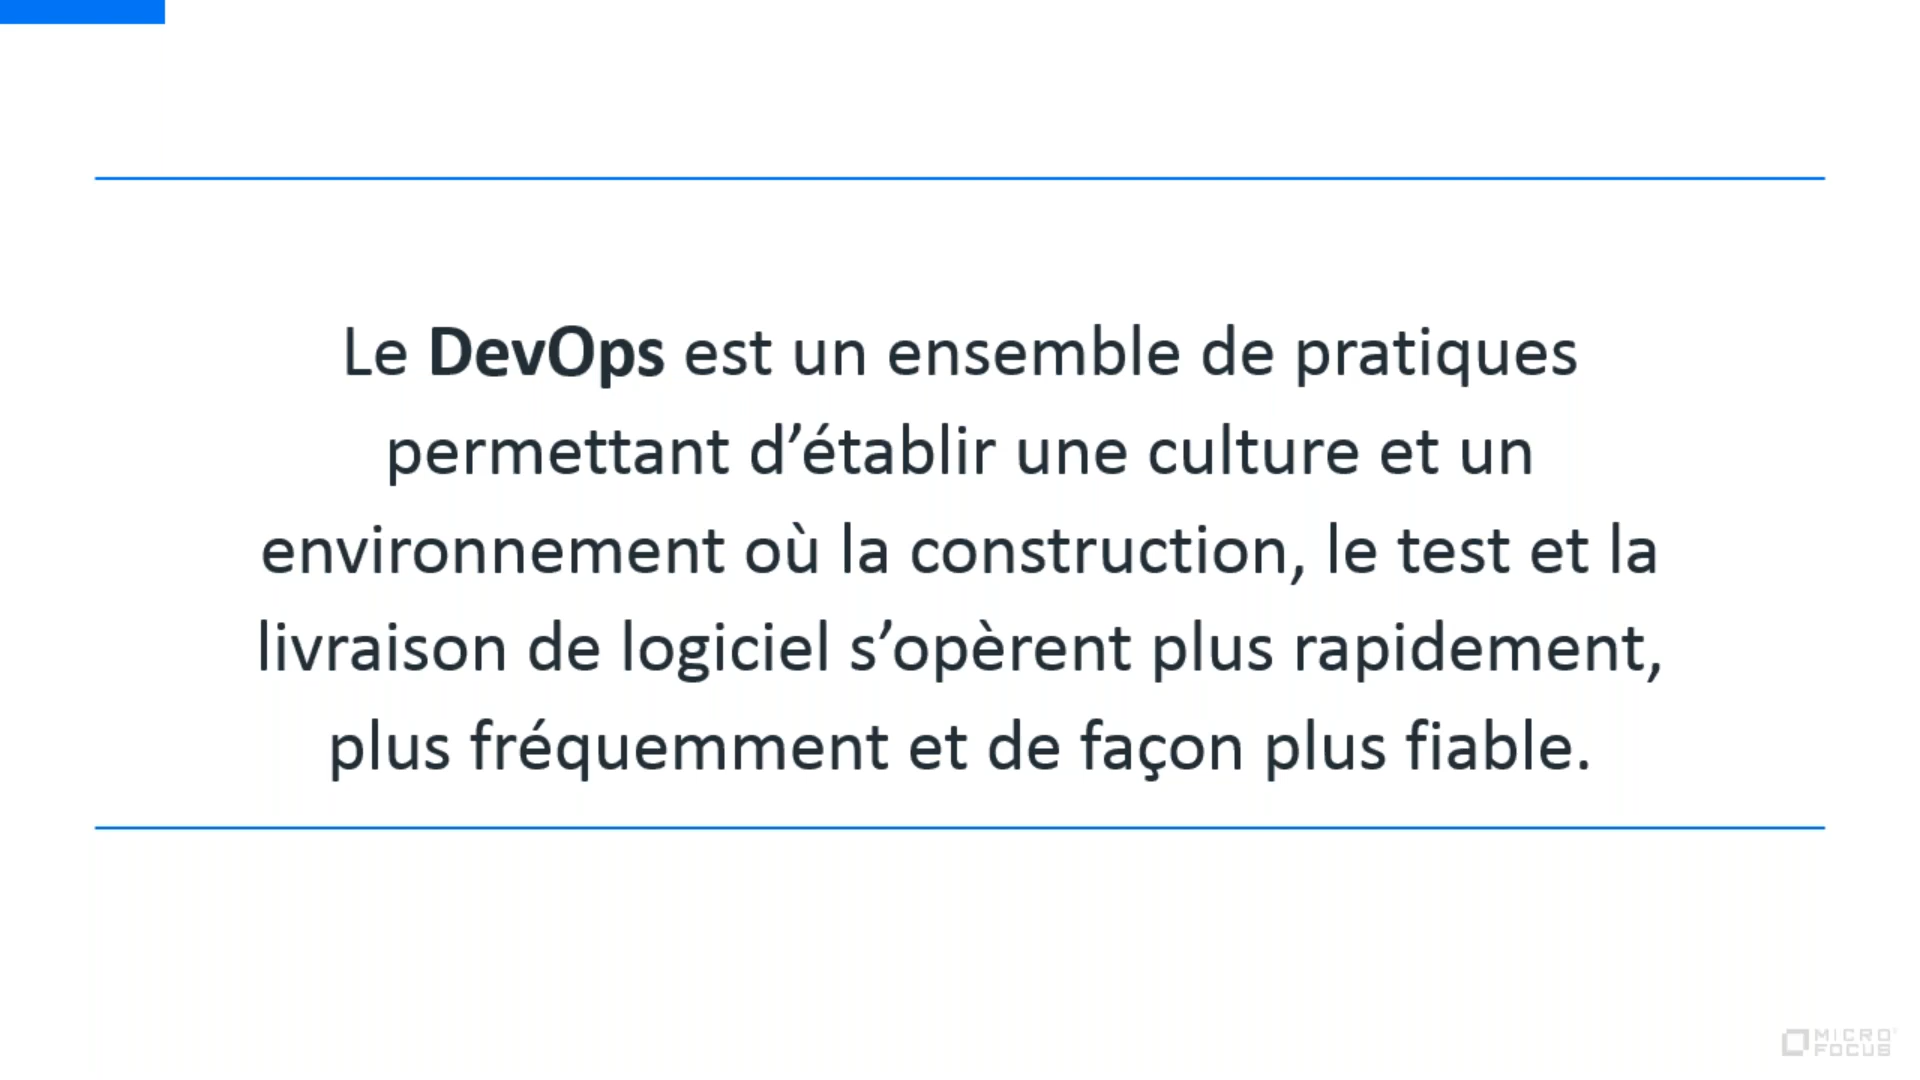 Le DevOps est un ensemble de pratiques
permettant d’établir une culture et un
environnement où la construction, le test et la
livraison de logiciel s’opèrent plus rapidement,
plus fréquemment et de façon plus fiable.
MICRO
FOCUS